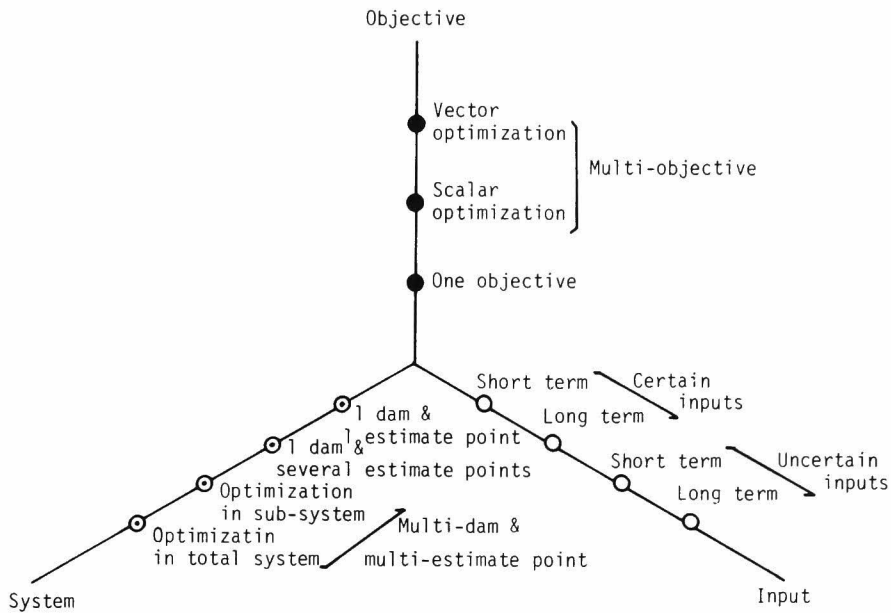 Objective
Vector
optimization
Multi-objective
Scalar
optimization
One objective
Short term
Certain
inputs
Long term
Short term
Uncertain
inputs
Long term
1 dam &
1 estimate point
1 dam &
several estimate points
Optimization
in sub-system
Optimizatin
in total system
Multi-dam &
multi-estimate point
System
Input